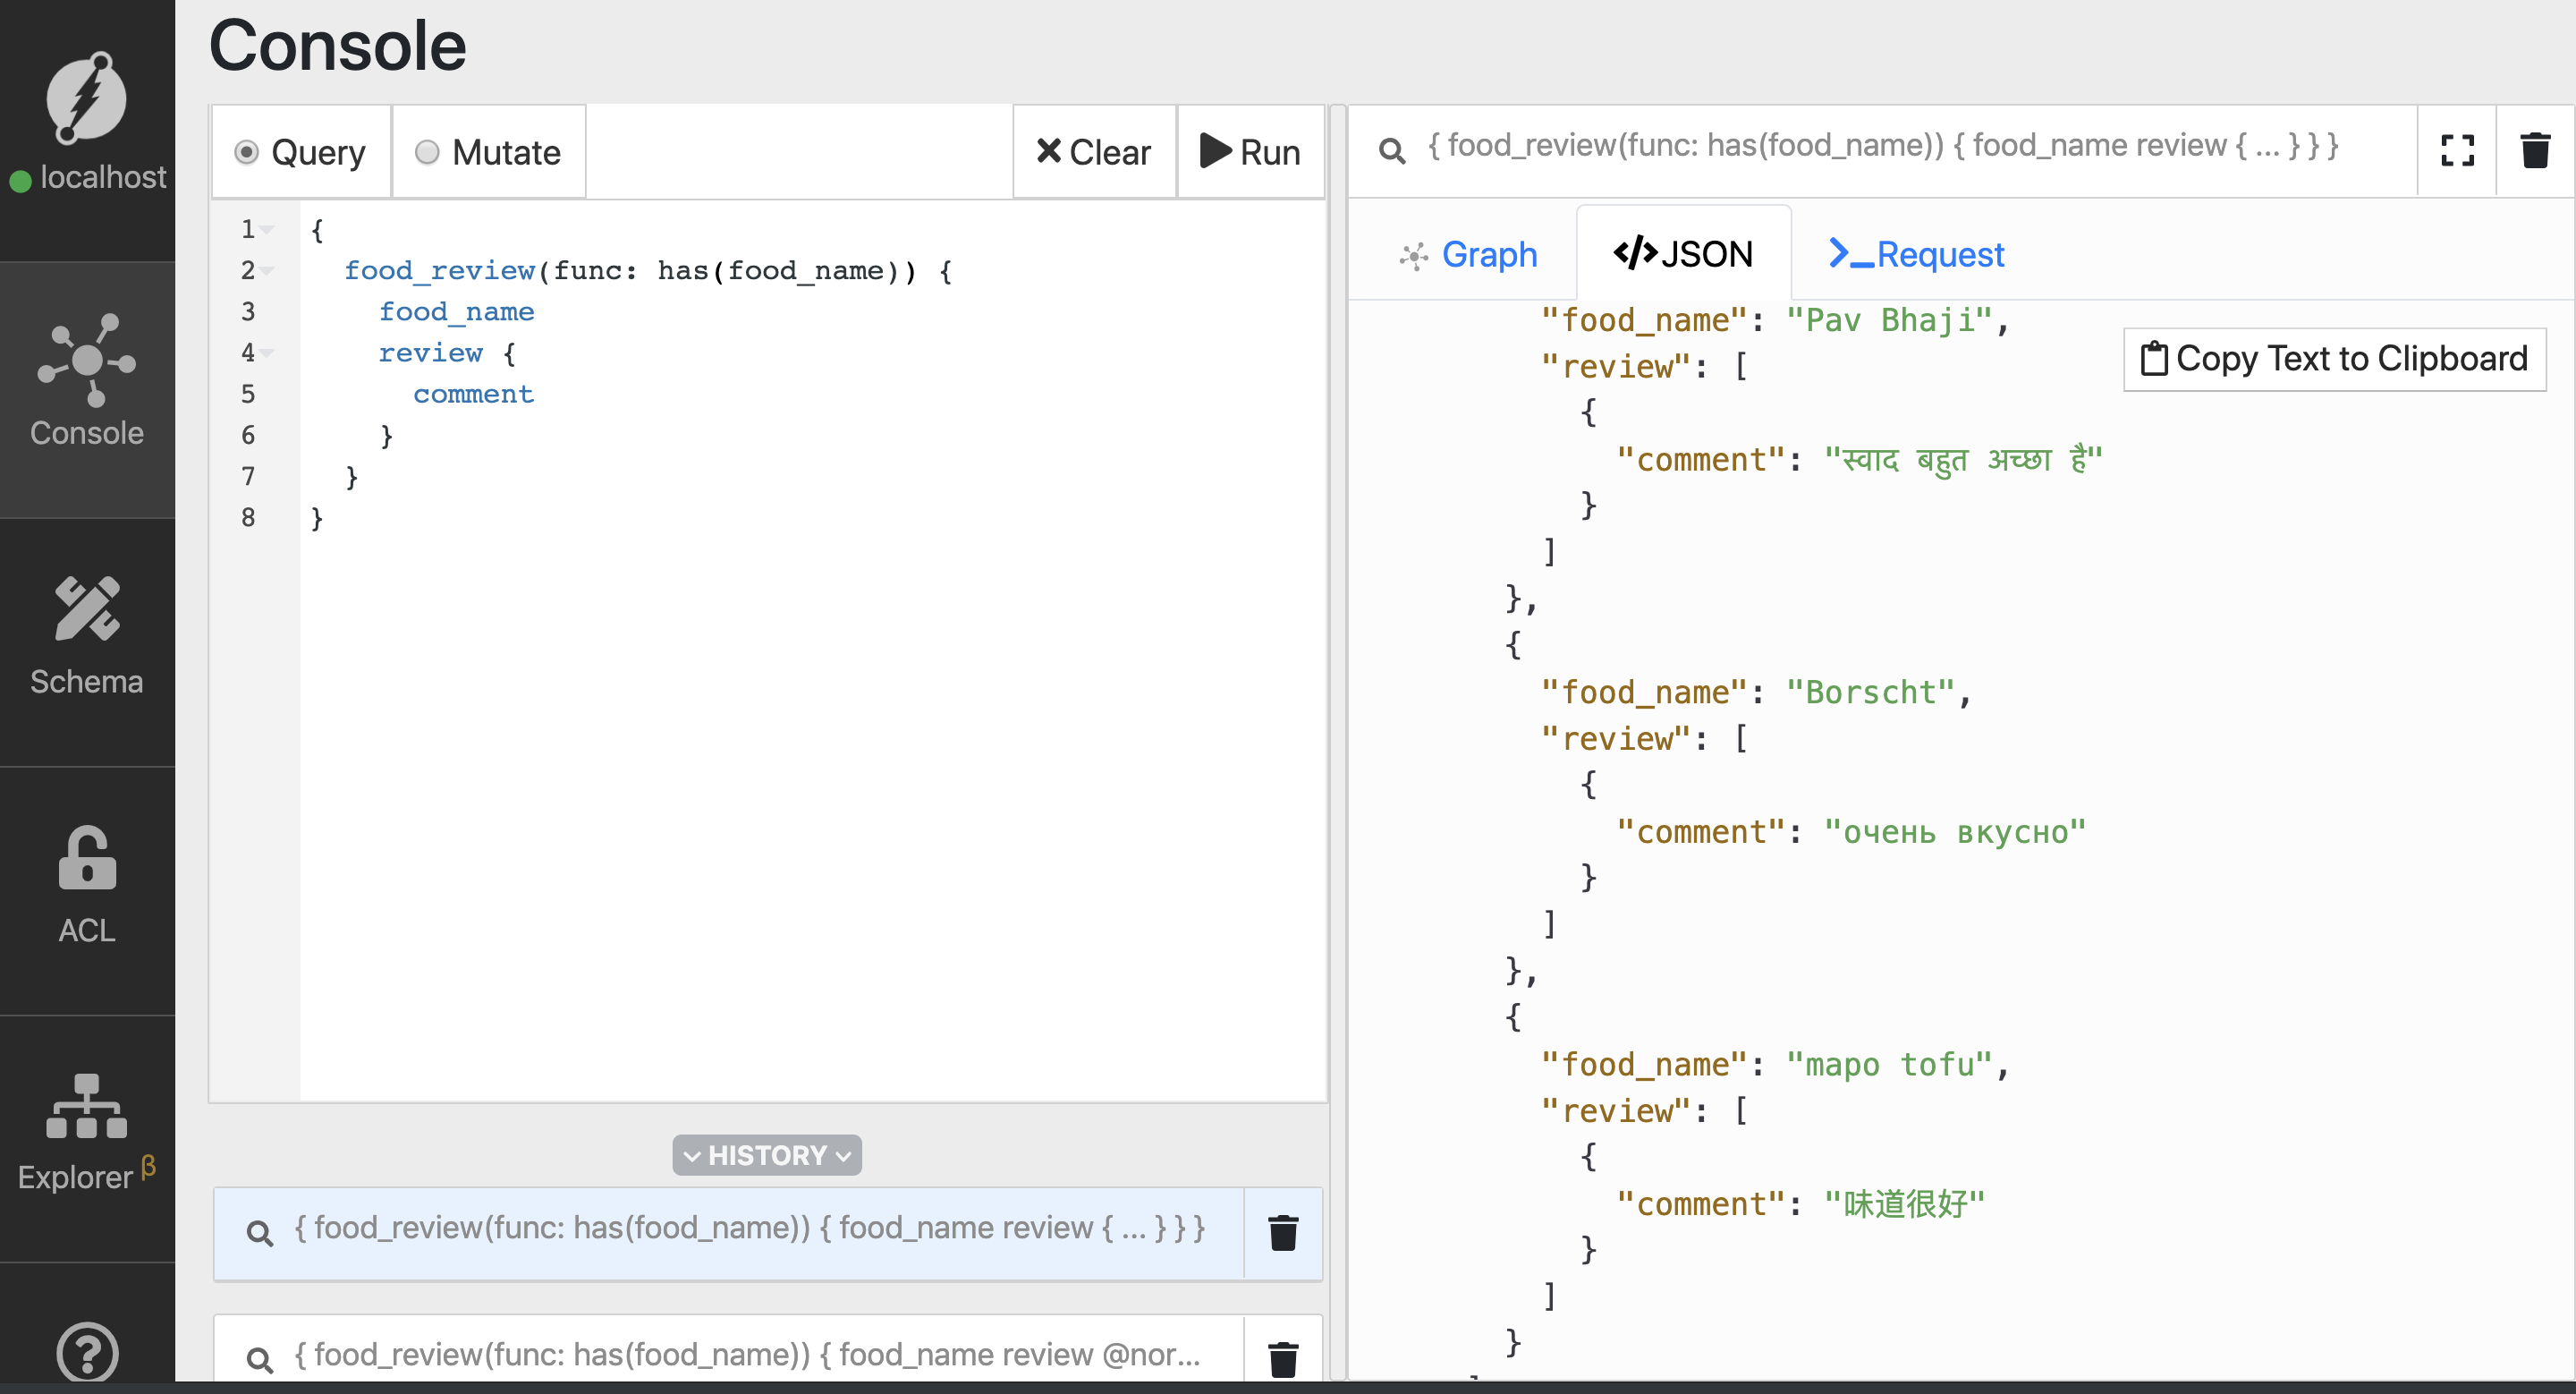 Console
localhost
Console
Schema
ACL
Explorer β
Query
Mutate
Clear
Run
1 {
2 food_review(func: has(food_name)) {
3 food_name
4 review {
5 comment
6 }
7 }
8 }
HISTORY
{ food_review(func: has(food_name)) { food_name review { ... } } }
{ food_review(func: has(food_name)) { food_name review @nor...
{ food_review(func: has(food_name)) { food_name review { ... } } }
Graph
</>JSON
>_Request
Copy Text to Clipboard
"food_name": "Pav Bhaji",
"review": [
{
"comment": "स्वाद बहुत अच्छा है"
}
]
},
{
"food_name": "Borscht",
"review": [
{
"comment": "очень вкусно"
}
]
},
{
"food_name": "mapo tofu",
"review": [
{
"comment": "味道很好"
}
]
}